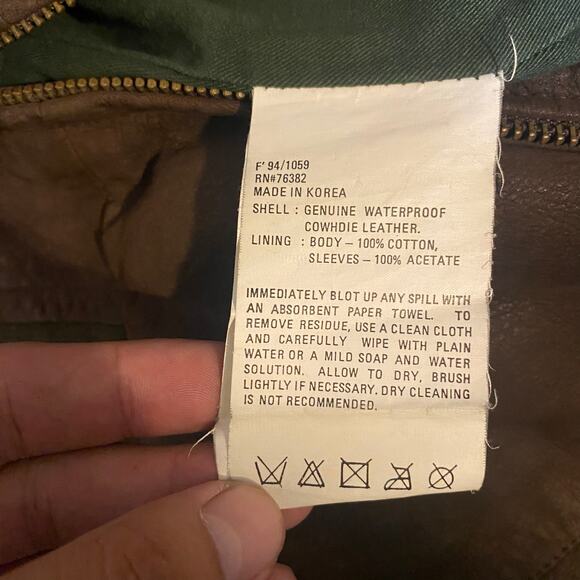 F' 94/1059
RN#76382
MADE IN KOREA
SHELL : GENUINE WATERPROOF
COWHDIE LEATHER.
LINING : BODY – 100% COTTON,
SLEEVES – 100% ACETATE
IMMEDIATELY BLOT UP ANY SPILL WITH
AN ABSORBENT PAPER TOWEL. TO
REMOVE RESIDUE, USE A CLEAN CLOTH
AND CAREFULLY WIPE WITH PLAIN
WATER OR A MILD SOAP AND WATER
SOLUTION. ALLOW TO DRY, BRUSH
LIGHTLY IF NECESSARY. DRY CLEANING
IS NOT RECOMMENDED.